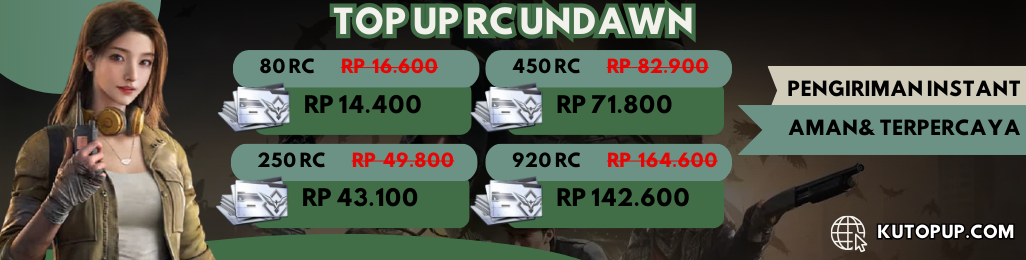 TOP UP RC UNDAWN
80 RC RP 16.600
RP 14.400
450 RC RP 82.900
RP 71.800
250 RC RP 49.800
RP 43.100
920 RC RP 164.600
RP 142.600
PENGIRIMAN INSTANT
AMAN& TERPERCAYA
KUTOPUP.COM